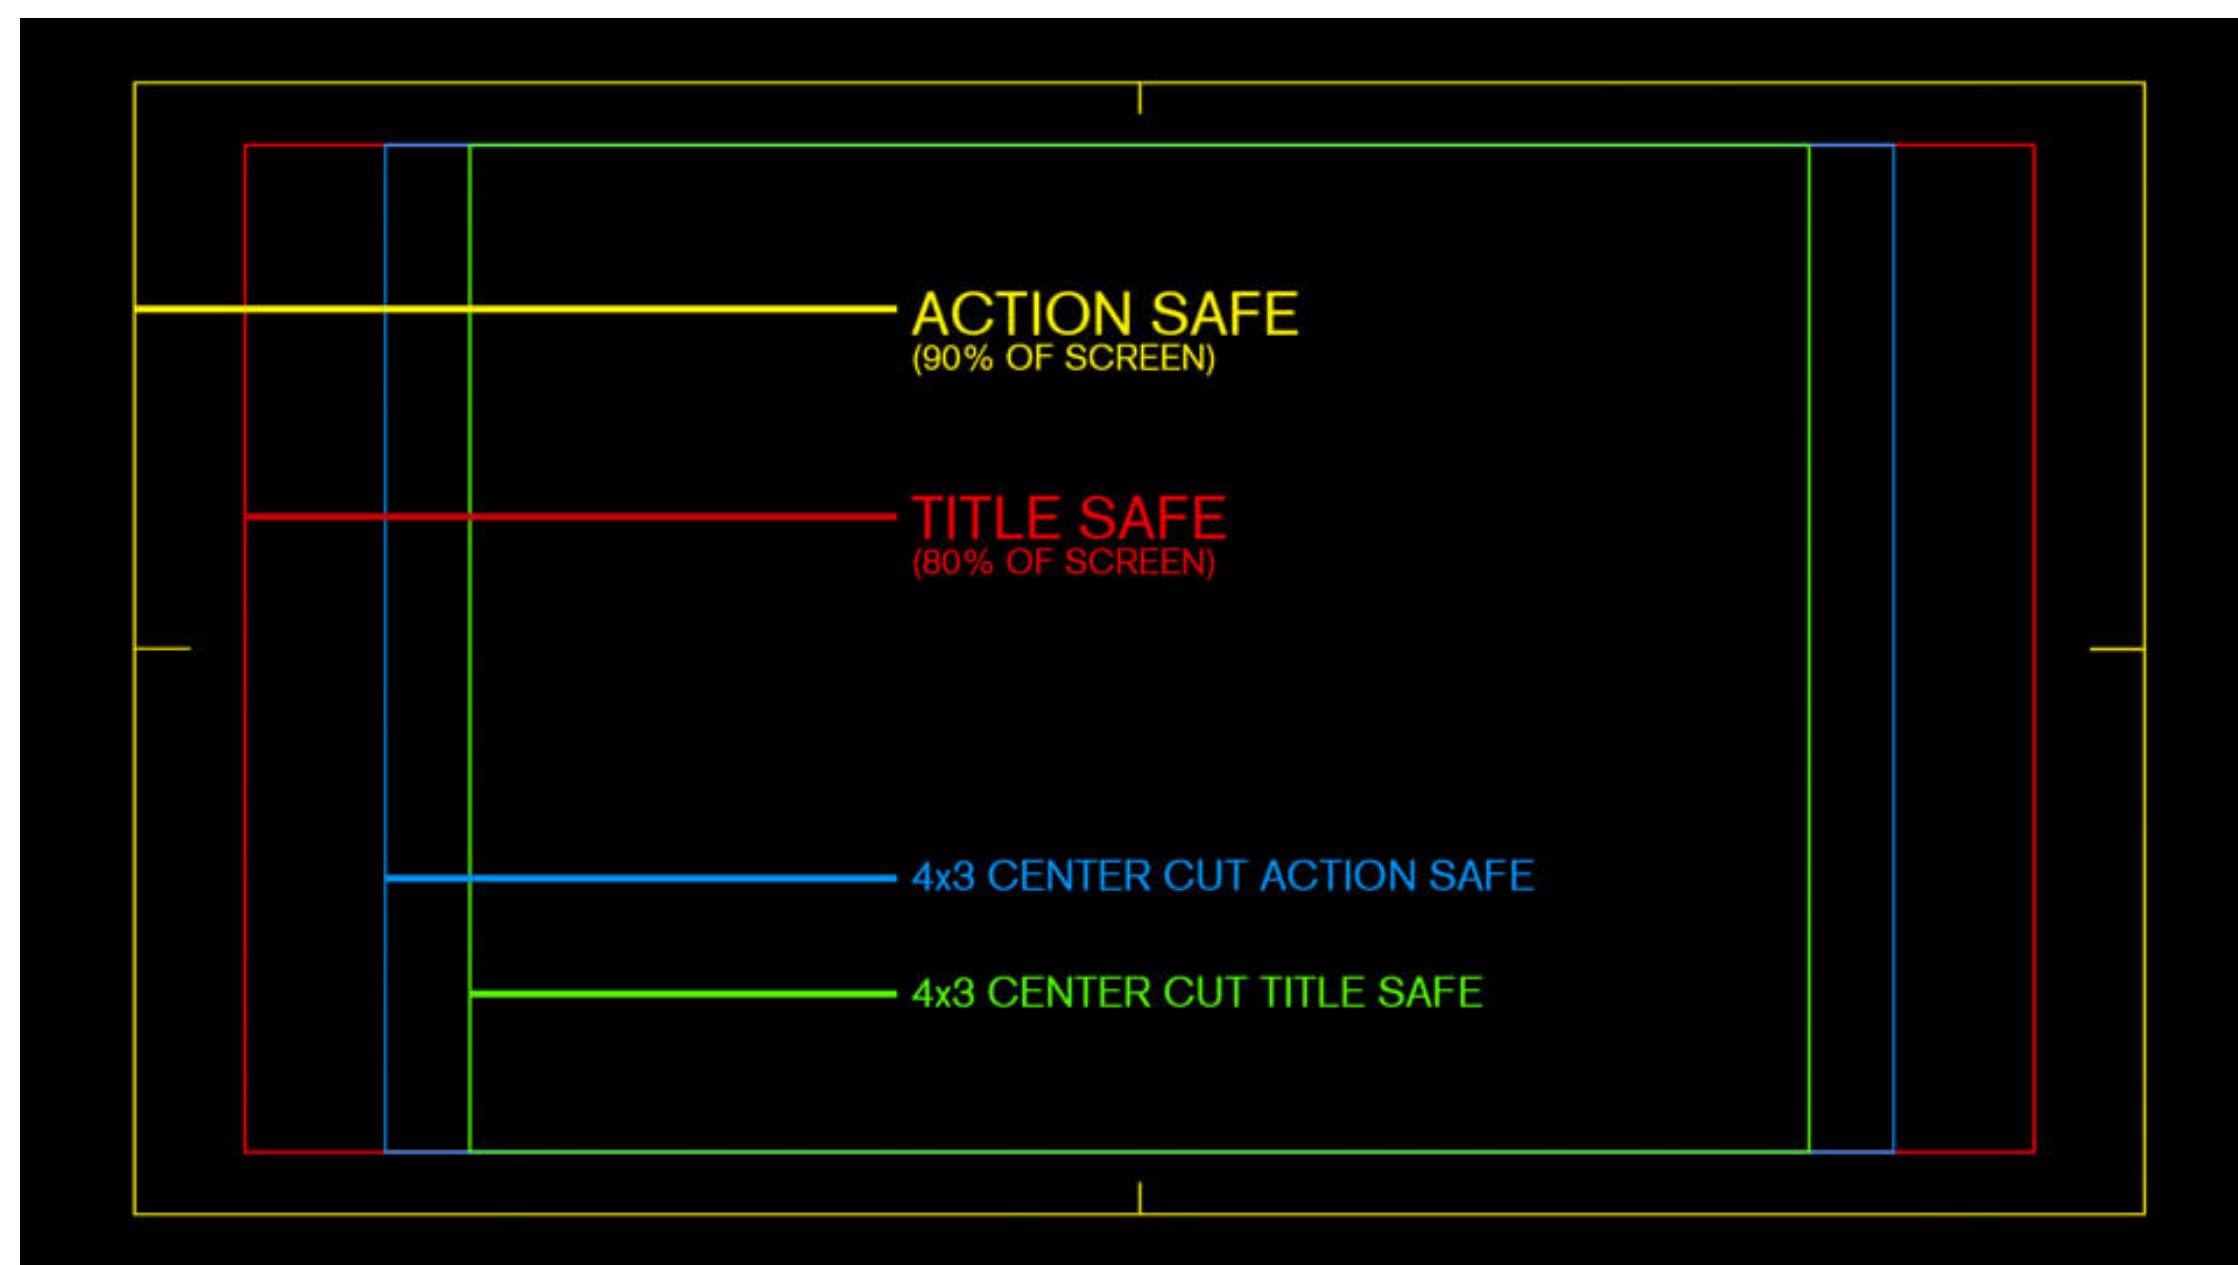 ACTION SAFE
(90% OF SCREEN)
TITLE SAFE
(80% OF SCREEN)
4x3 CENTER CUT ACTION SAFE
4x3 CENTER CUT TITLE SAFE